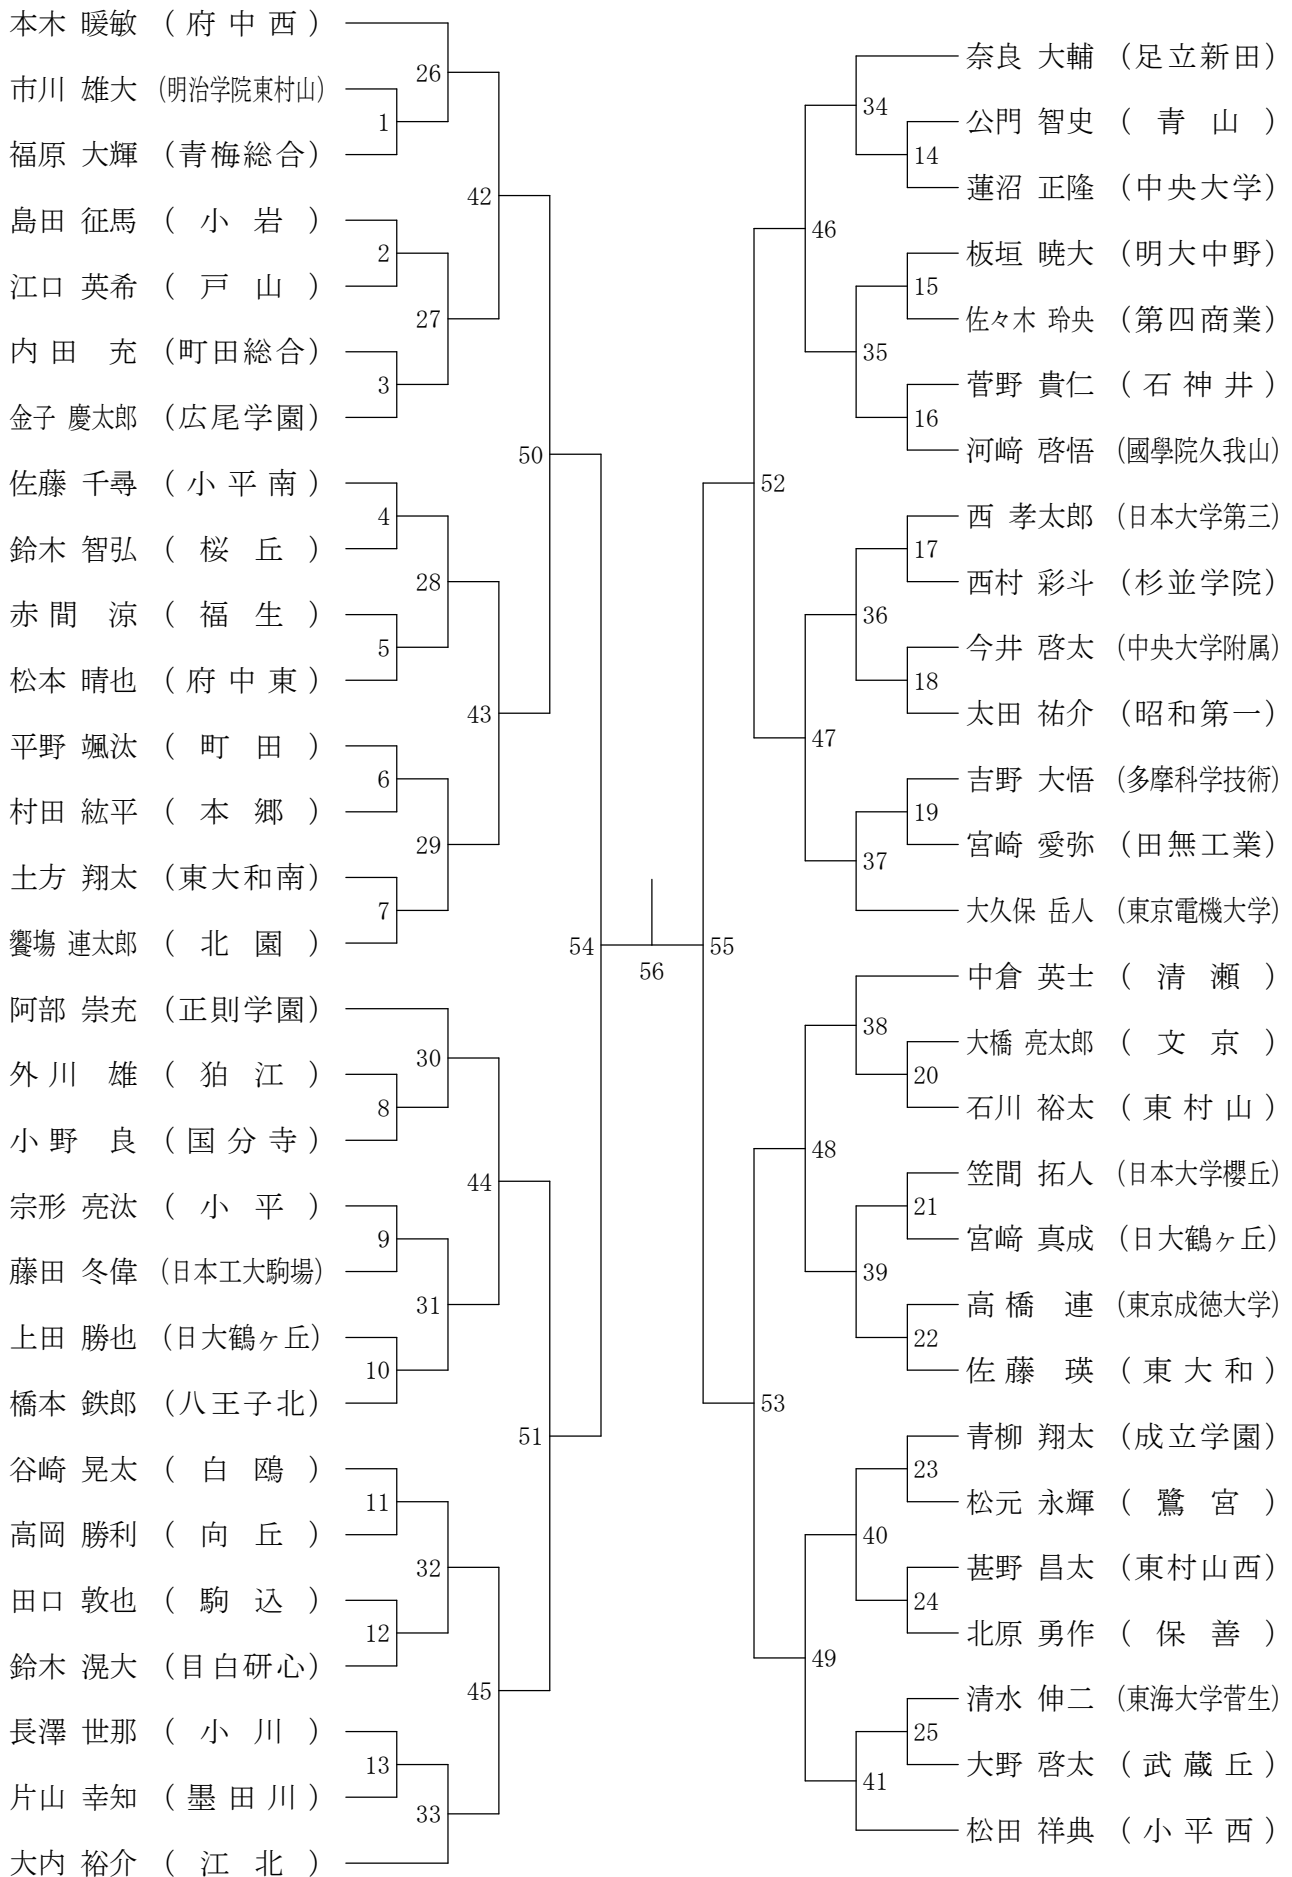 本木 暖敏 (府中西)
市川 雄大 (明治学院東村山)
福原 大輝 (青梅総合)
島田 征馬 (小岩)
江口 英希 (戸山)
内田 充 (町田総合)
金子 慶太郎 (広尾学園)
佐藤 千尋 (小平南)
鈴木 智弘 (桜丘)
赤間 涼 (福生)
松本 晴也 (府中東)
平野 颯汰 (町田)
村田 紘平 (本郷)
土方 翔太 (東大和南)
饗塲 連太郎 (北園)
阿部 崇充 (正則学園)
外川 雄 (狛江)
小野 良 (国分寺)
宗形 亮汰 (小平)
藤田 冬偉 (日本工大駒場)
上田 勝也 (日大鶴ヶ丘)
橋本 鉄郎 (八王子北)
谷崎 晃太 (白鴎)
高岡 勝利 (向丘)
田口 敦也 (駒込)
鈴木 滉大 (目白研心)
長澤 世那 (小川)
片山 幸知 (墨田川)
大内 裕介 (江北)
1
2
3
4
5
6
7
8
9
10
11
12
13
26
27
28
29
30
31
32
33
42
43
44
45
50
51
54
56
55
52
53
46
47
48
49
34
35
36
37
38
39
40
41
14
15
16
17
18
19
20
21
22
23
24
25
奈良 大輔 (足立新田)
公門 智史 (青山)
蓮沼 正隆 (中央大学)
板垣 暁大 (明大中野)
佐々木 玲央 (第四商業)
菅野 貴仁 (石神井)
河﨑 啓悟 (國學院久我山)
西 孝太郎 (日本大学第三)
西村 彩斗 (杉並学院)
今井 啓太 (中央大学附属)
太田 祐介 (昭和第一)
吉野 大悟 (多摩科学技術)
宮崎 愛弥 (田無工業)
大久保 岳人 (東京電機大学)
中倉 英士 (清瀬)
大橋 亮太郎 (文京)
石川 裕太 (東村山)
笠間 拓人 (日本大学櫻丘)
宮﨑 真成 (日大鶴ヶ丘)
高橋 連 (東京成徳大学)
佐藤 瑛 (東大和)
青柳 翔太 (成立学園)
松元 永輝 (鷺宮)
甚野 昌太 (東村山西)
北原 勇作 (保善)
清水 伸二 (東海大学菅生)
大野 啓太 (武蔵丘)
松田 祥典 (小平西)